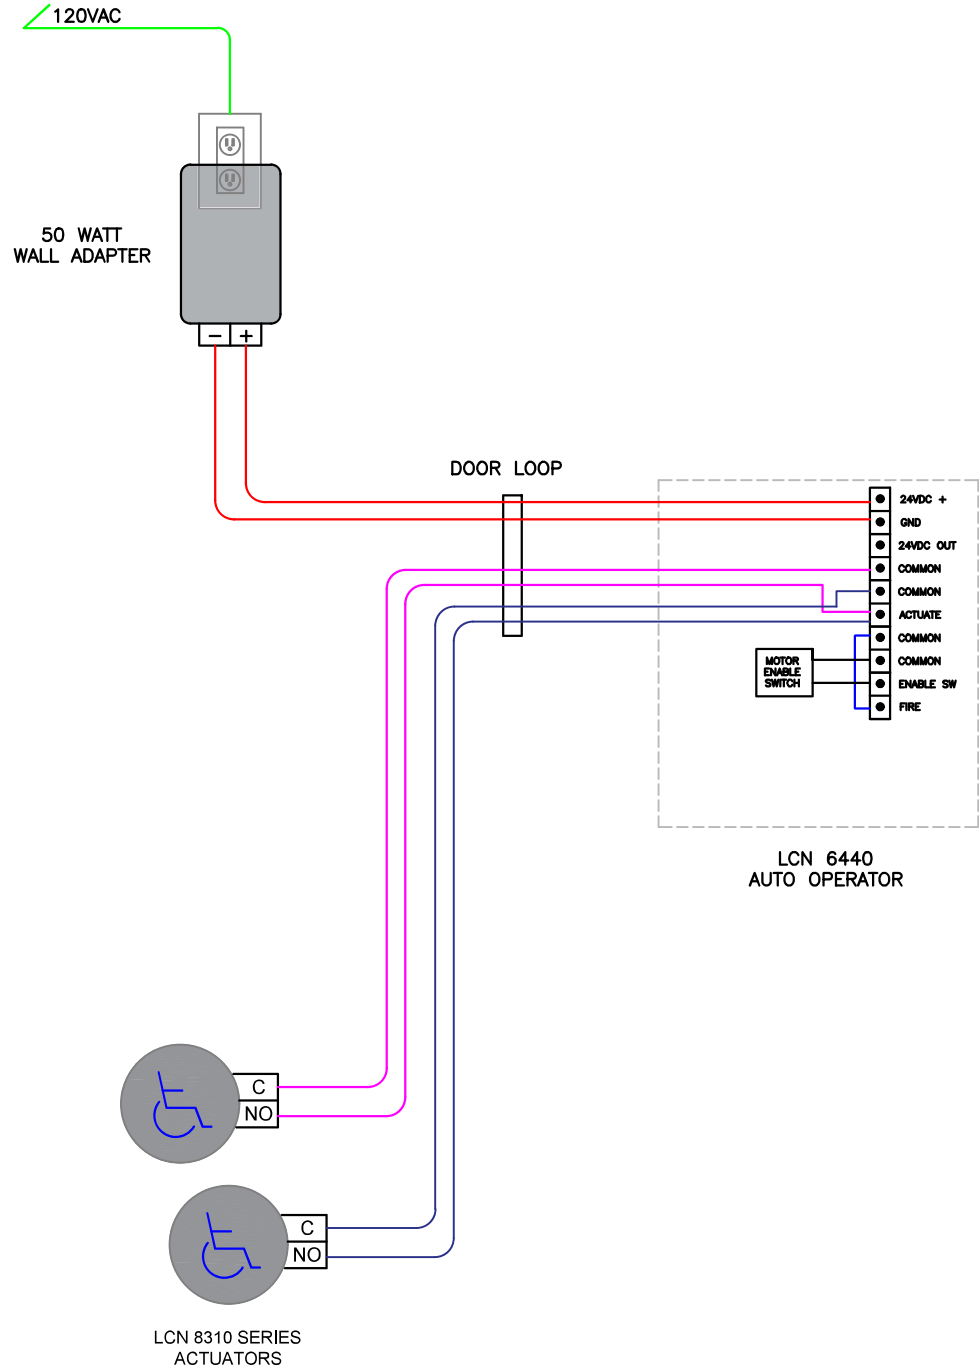 120VAC
50 WATT
WALL ADAPTER
− +
DOOR LOOP
24VDC +
GND
24VDC OUT
COMMON
COMMON
ACTUATE
COMMON
COMMON
ENABLE SW
FIRE
MOTOR
ENABLE
SWITCH
LCN 6440
AUTO OPERATOR
C
NO
C
NO
LCN 8310 SERIES
ACTUATORS